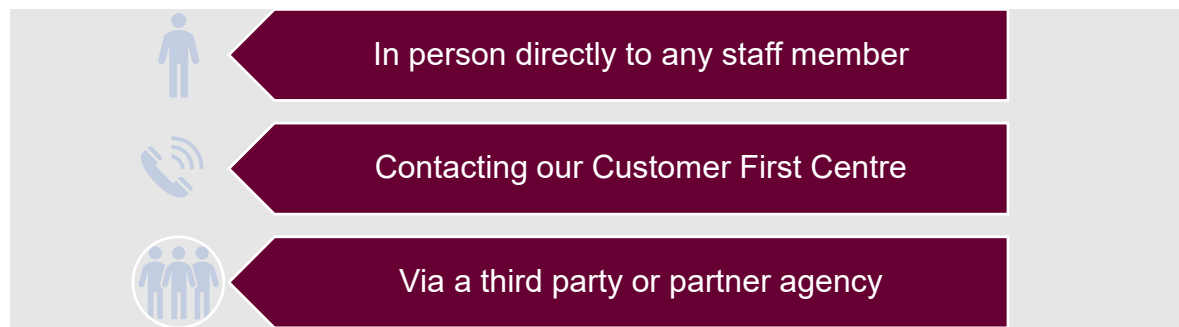 In person directly to any staff member
Contacting our Customer First Centre
Via a third party or partner agency